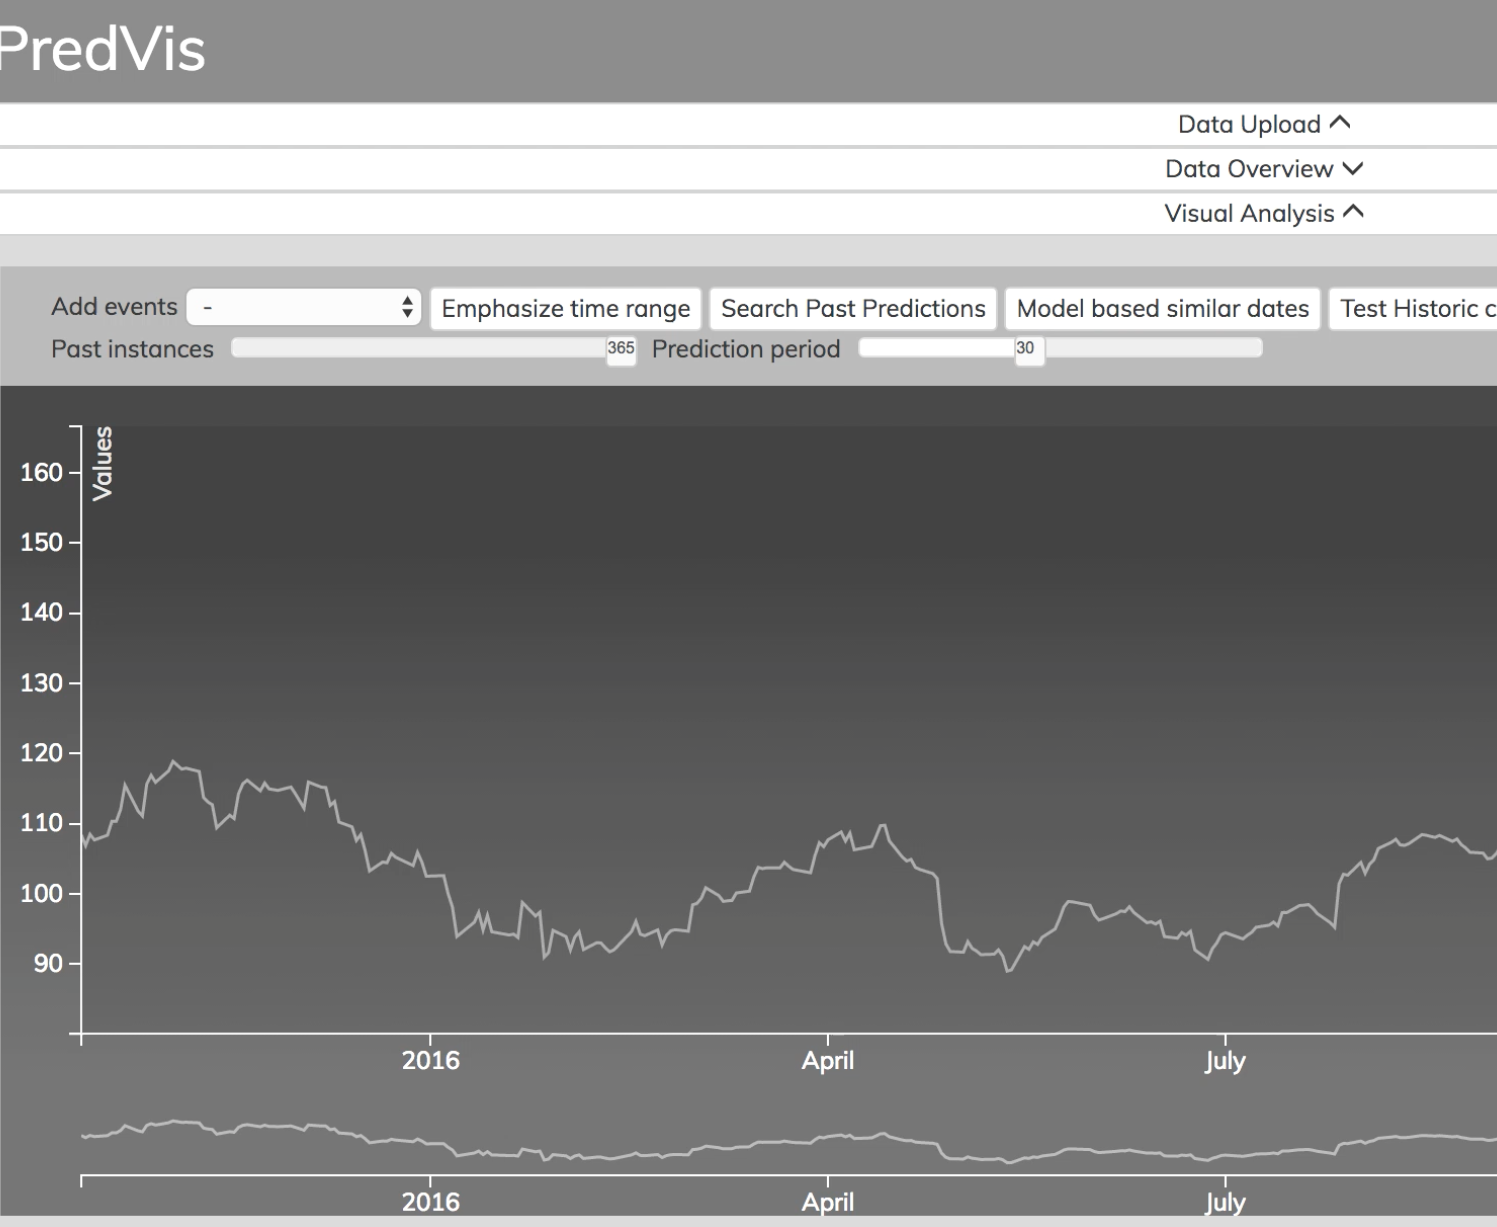 PredVis
Data Upload
Data Overview
Visual Analysis
Add events - Emphasize time range Search Past Predictions Model based similar dates Test Historic c
Past instances 365 Prediction period 30
Values
160
150
140
130
120
110
100
90
2016 April July
2016 April July